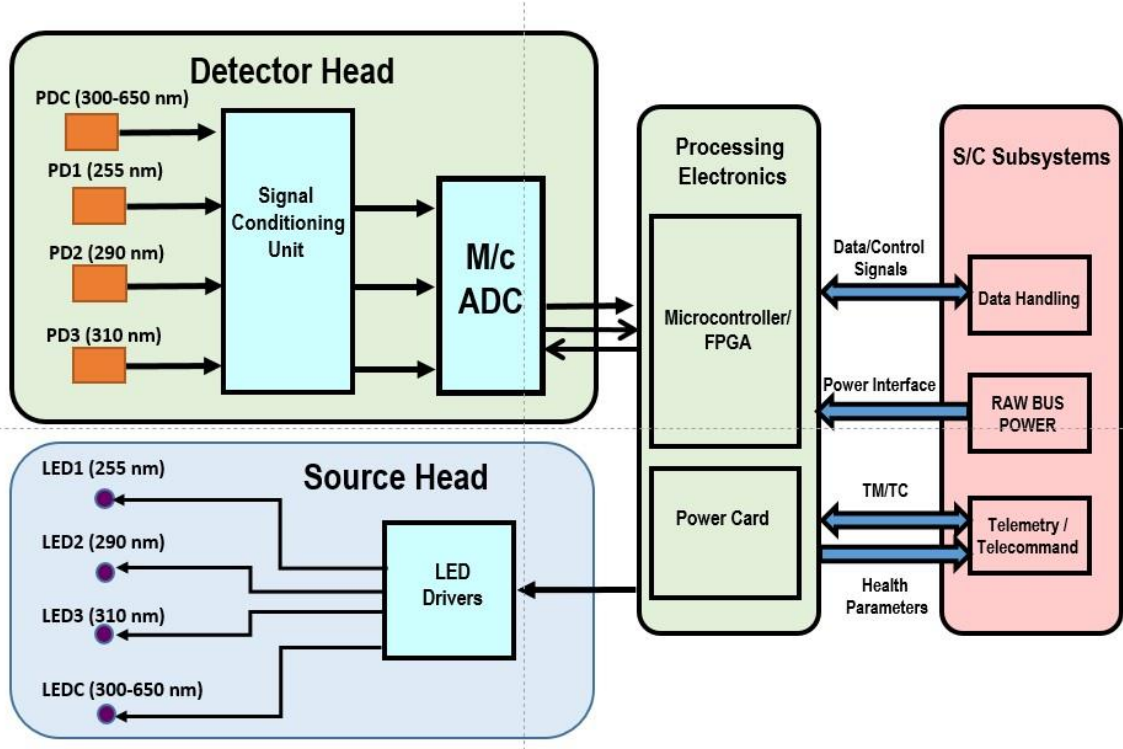 Detector Head
PDC (300-650 nm)
PD1 (255 nm)
PD2 (290 nm)
PD3 (310 nm)
Signal
Conditioning
Unit
M/c
ADC
Processing
Electronics
Microcontroller/
FPGA
Power Card
Data/Control
Signals
Power Interface
TM/TC
Health
Parameters
S/C Subsystems
Data Handling
RAW BUS
POWER
Telemetry /
Telecommand
Source Head
LED1 (255 nm)
LED2 (290 nm)
LED3 (310 nm)
LEDC (300-650 nm)
LED
Drivers